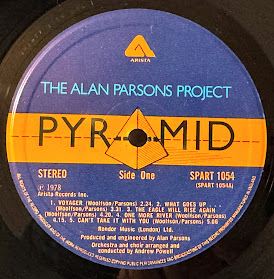 ARISTA
THE ALAN PARSONS PROJECT
PYRAMID
STEREO
Side One
SPART 1054
(SPART 1054A)
℗ 1978
Arista Records Inc.
1. VOYAGER (Woolfson/Parsons) 2.24. 2. WHAT GOES UP
(Woolfson/Parsons) 3.31. 3. THE EAGLE WILL RISE AGAIN
(Woolfson/Parsons) 4.20. 4. ONE MORE RIVER (Woolfson/Parsons)
4.15. 5. CAN'T TAKE IT WITH YOU (Woolfson/Parsons) 5.06
Rondor Music (London) Ltd.
Produced and engineered by Alan Parsons
Orchestra and choir arranged and
conducted by Andrew Powell